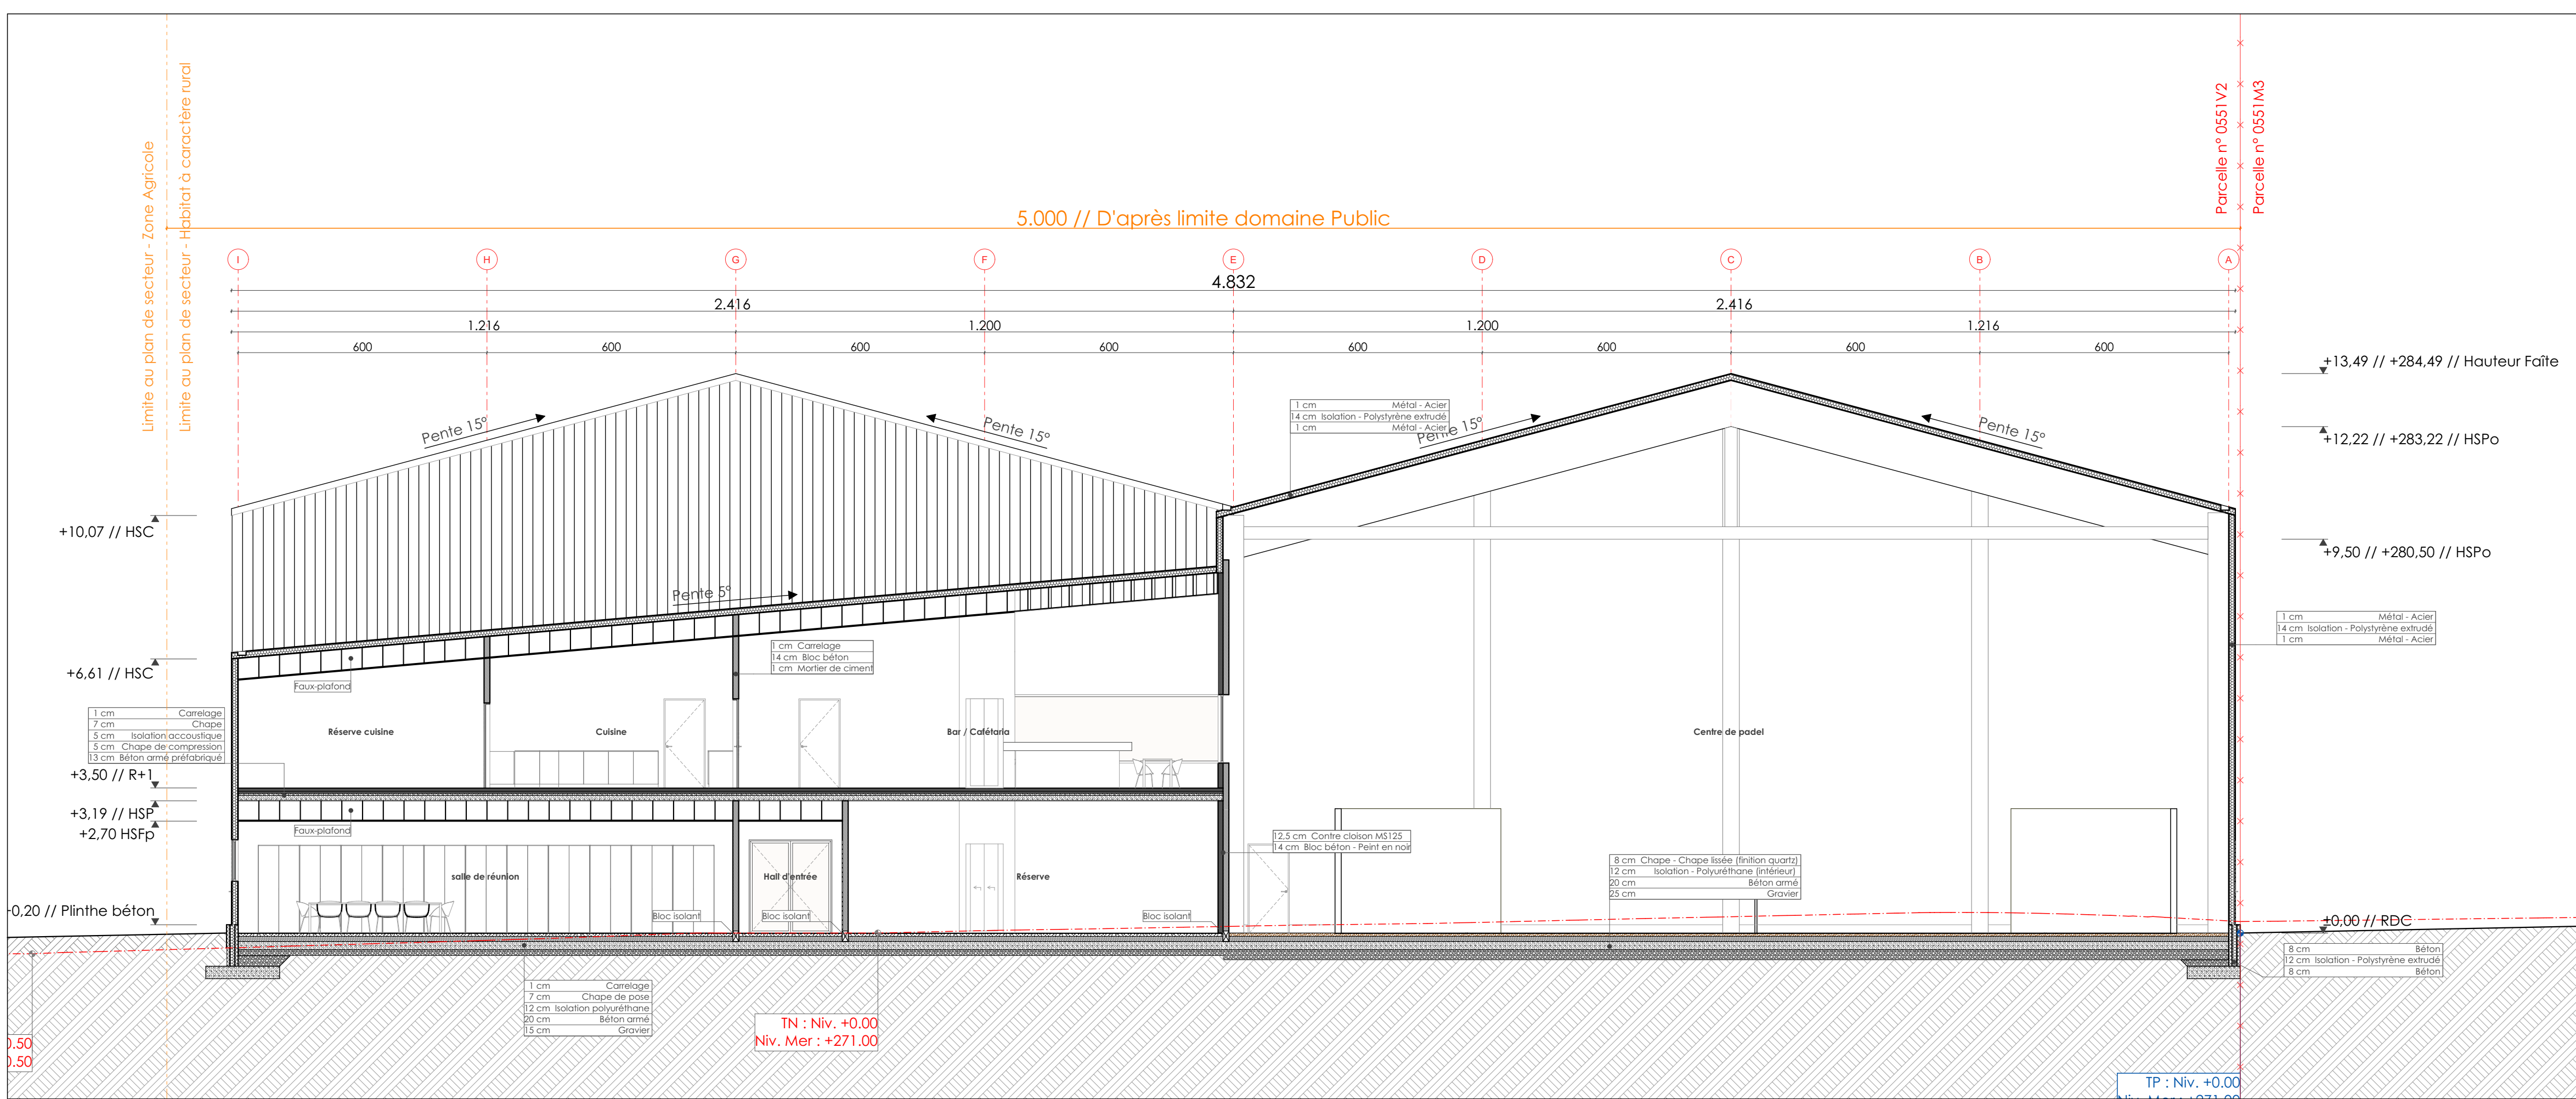 Limite au plan de secteur - Zone Agricole
Limite au plan de secteur - Habitat à caractère rural
Parcelle n° 0551V2
Parcelle n° 0551M3
5.000 // D'après limite domaine Public
I
H
G
F
E
D
C
B
A
4.832
2.416
2.416
1.216
1.200
1.200
1.216
600
600
600
600
600
600
600
600
+13,49 // +284,49 // Hauteur Faîte
+12,22 // +283,22 // HSPo
+9,50 // +280,50 // HSPo
Pente 15°
Pente 15°
Pente 15°
Pente 15°
1 cm Métal - Acier
14 cm Isolation - Polystyrène extrudé
1 cm Métal - Acier
+10,07 // HSC
Pente 5°
+6,61 // HSC
1 cm Métal - Acier
14 cm Isolation - Polystyrène extrudé
1 cm Métal - Acier
1 cm Carrelage
14 cm Bloc béton
1 cm Mortier de ciment
Faux-plafond
1 cm Carrelage
7 cm Chape
5 cm Isolation accoustique
5 cm Chape de compression
13 cm Béton armé préfabriqué
Réserve cuisine
Cuisine
Bar / Cafétaria
Centre de padel
+3,50 // R+1
+3,19 // HSP
+2,70 HSFp
Faux-plafond
12,5 cm Contre cloison MS125
14 cm Bloc béton - Peint en noir
8 cm Chape - Chape lissée (finition quartz)
12 cm Isolation - Polyuréthane (intérieur)
20 cm Béton armé
25 cm Gravier
salle de réunion
Hall d'entrée
Réserve
+0,20 // Plinthe béton
Bloc isolant
Bloc isolant
Bloc isolant
±0,00 // RDC
8 cm Béton
12 cm Isolation - Polystyrène extrudé
8 cm Béton
1 cm Carrelage
7 cm Chape de pose
12 cm Isolation polyuréthane
20 cm Béton armé
15 cm Gravier
TN : Niv. +0.00
Niv. Mer : +271.00
0.50
0.50
TP : Niv. +0.00